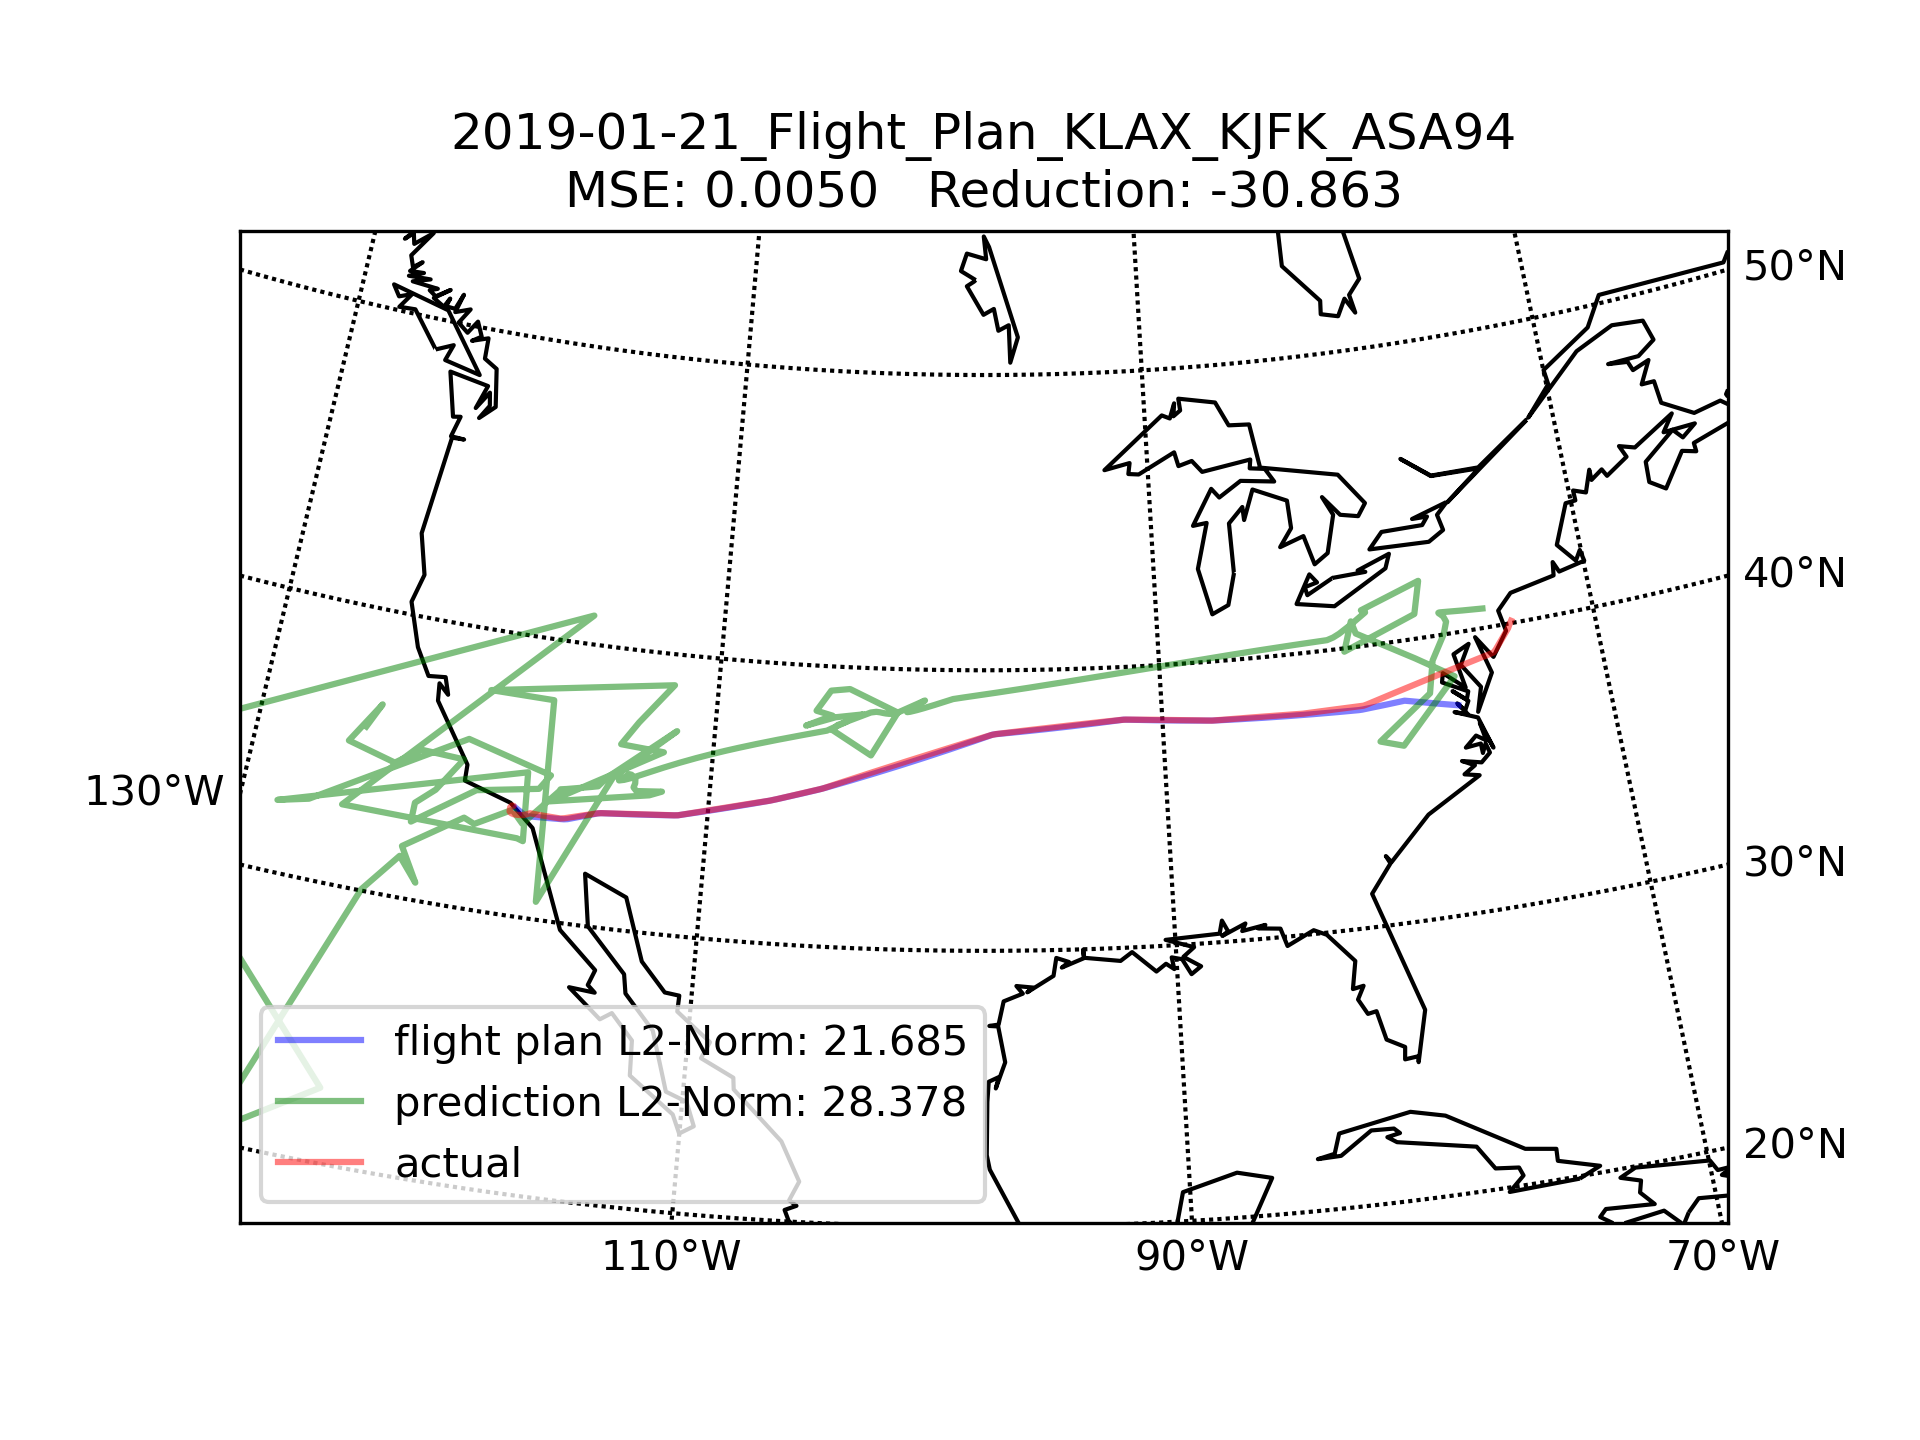 2019-01-21_Flight_Plan_KLAX_KJFK_ASA94
MSE: 0.0050   Reduction: -30.863
50°N
40°N
130°W
30°N
flight plan L2-Norm: 21.685
prediction L2-Norm: 28.378
actual
20°N
110°W
90°W
70°W